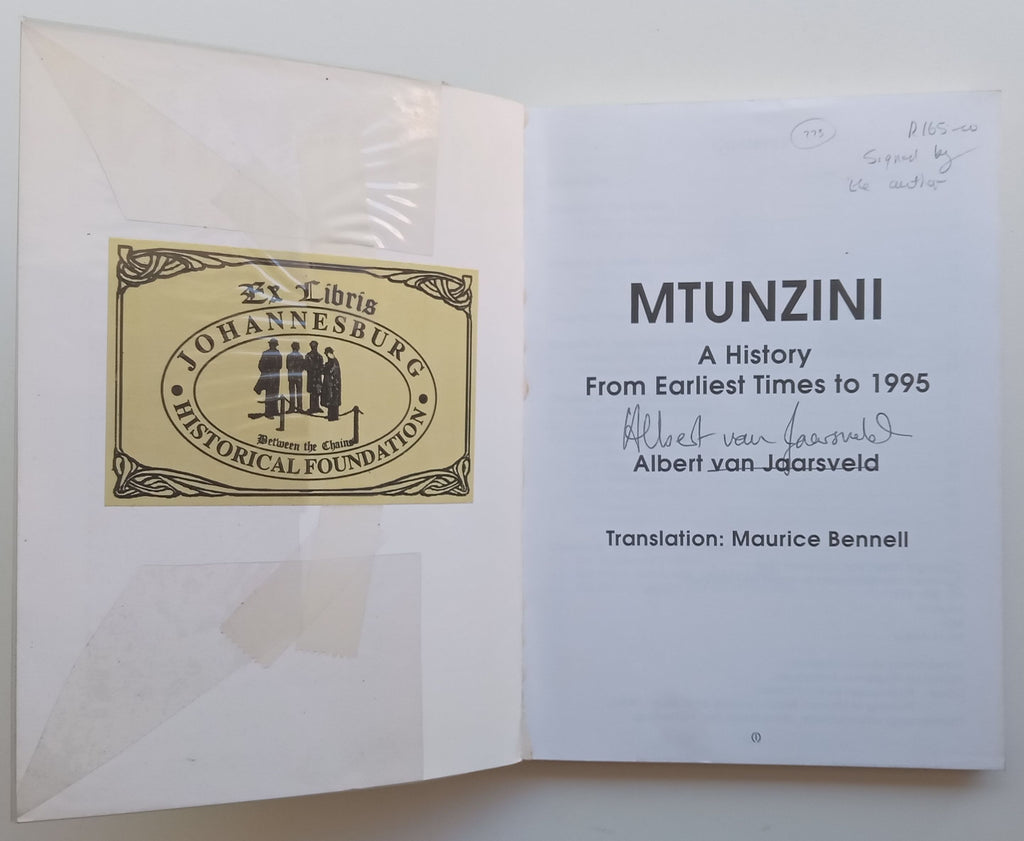 Ex Libris
JOHANNESBURG
Between the Chains
HISTORICAL FOUNDATION
R165-00
Signed by
the author
MTUNZINI
A History
From Earliest Times to 1995
Albert van Jaarsveld
Albert van Jaarsveld
Translation: Maurice Bennell